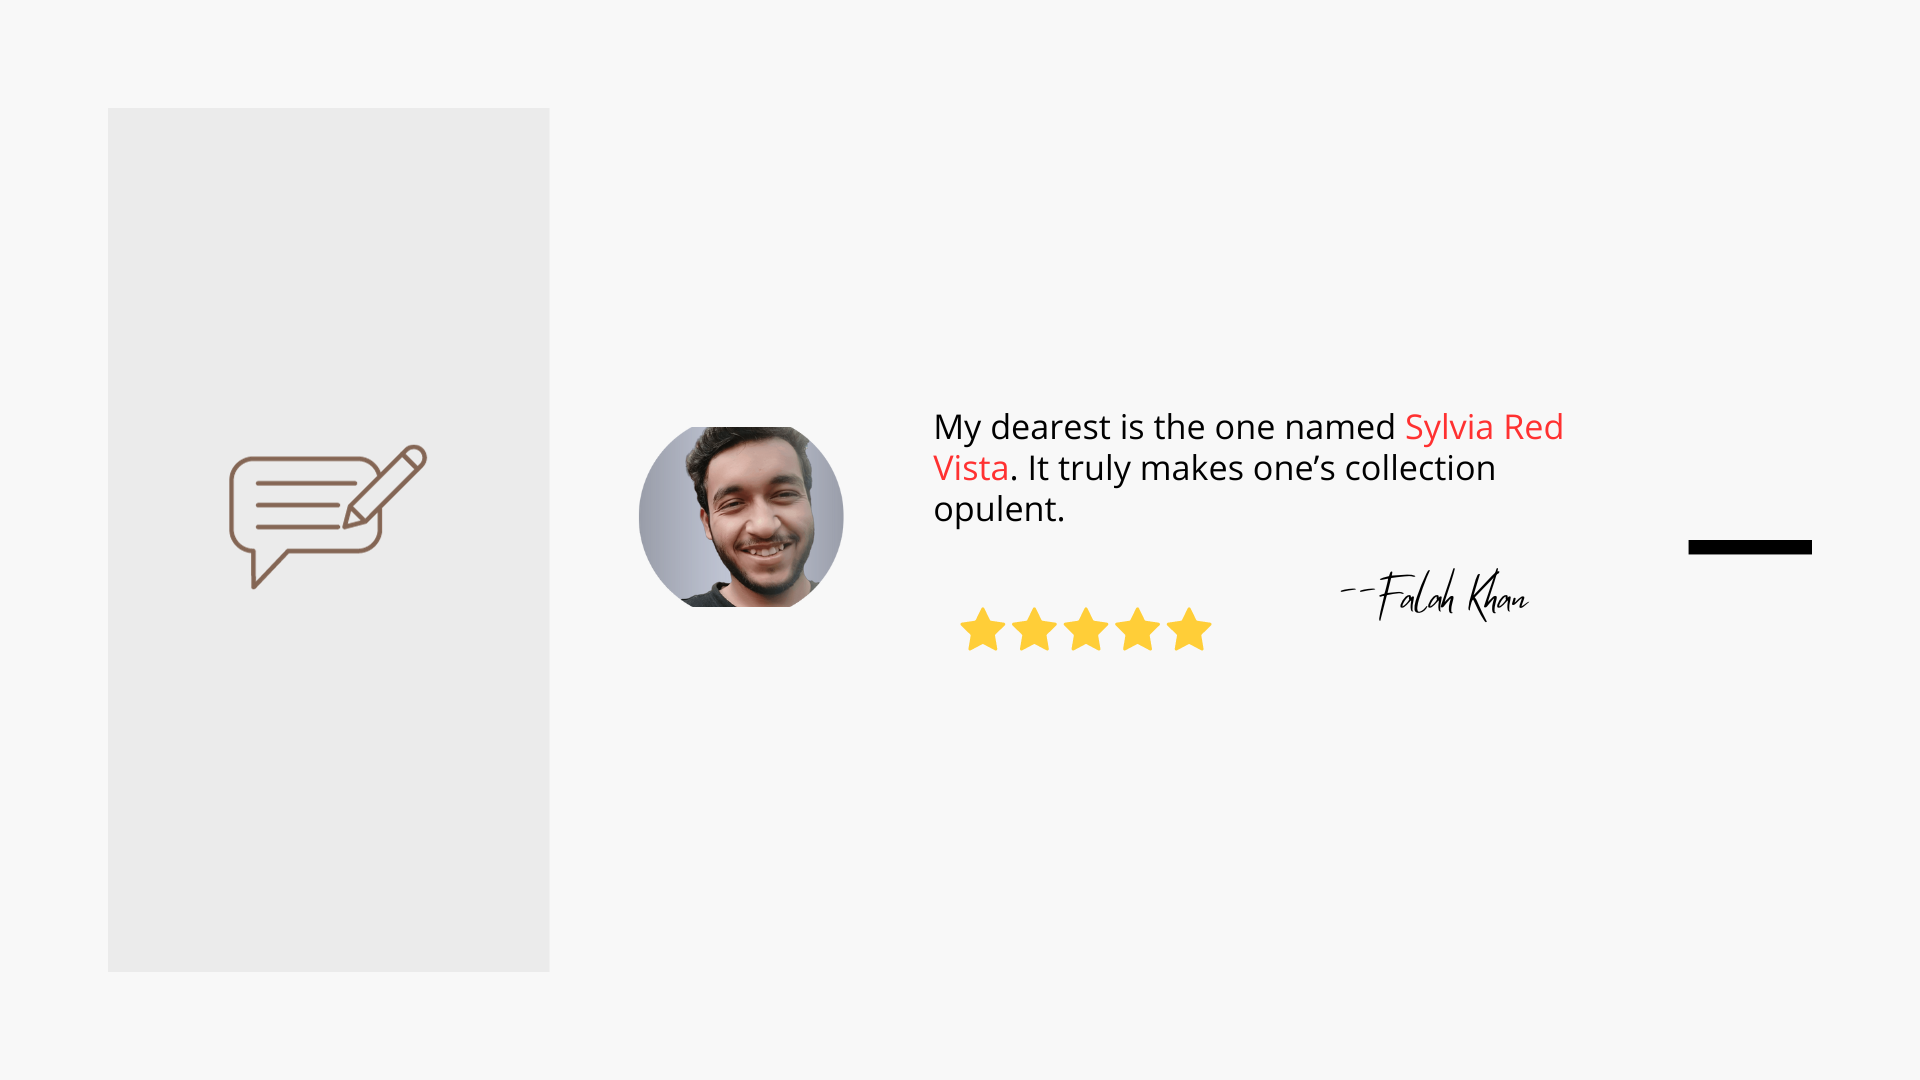 My dearest is the one named Sylvia Red
Vista. It truly makes one’s collection
opulent.
--Falah Khan